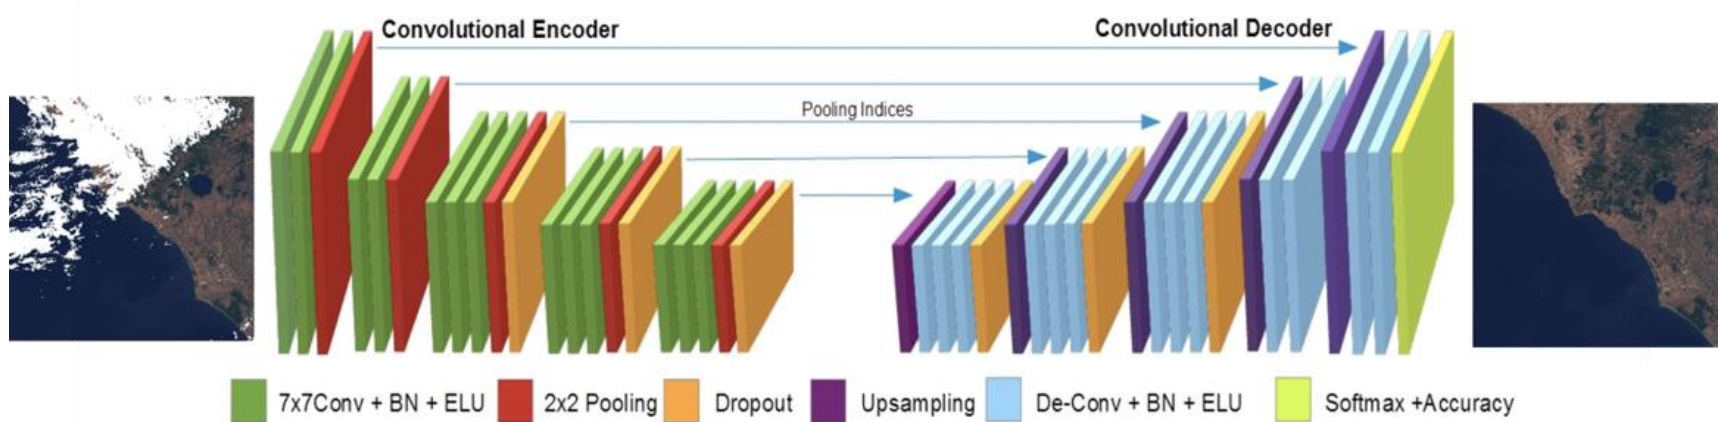 Convolutional Encoder
Convolutional Decoder
Pooling Indices
7x7Conv + BN + ELU
2x2 Pooling
Dropout
Upsampling
De-Conv + BN + ELU
Softmax +Accuracy